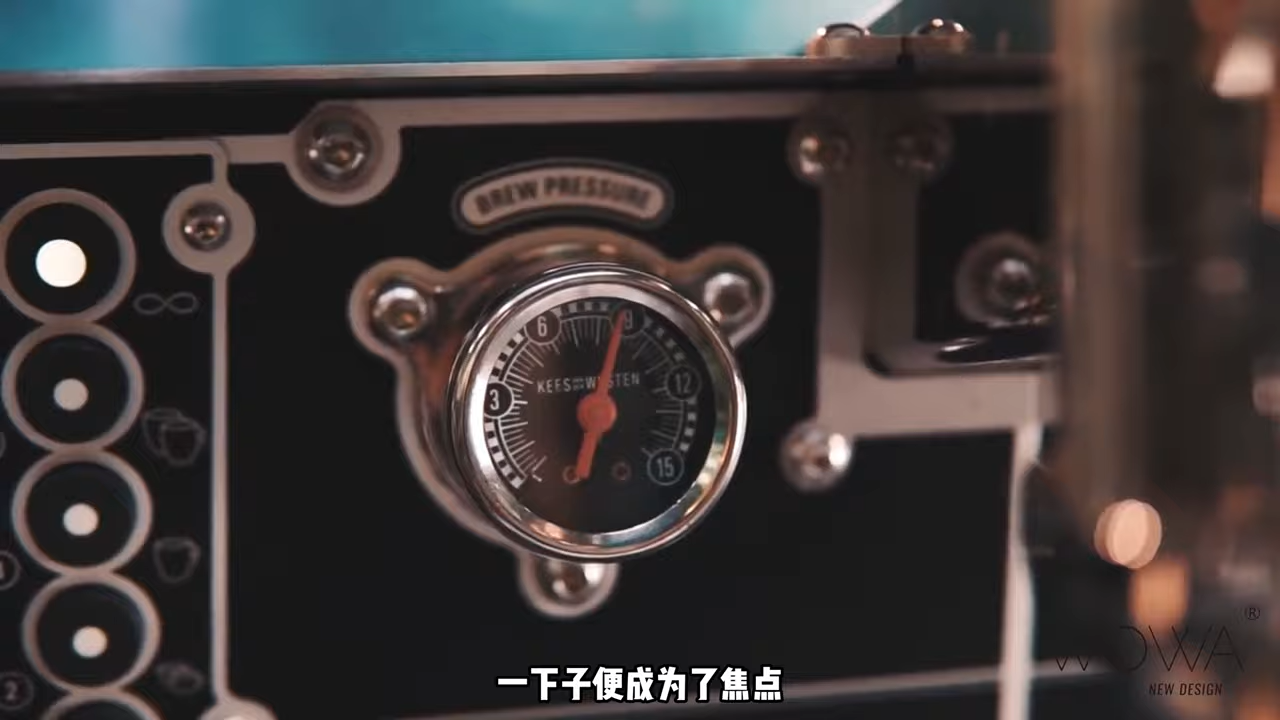 BREW PRESSURE
6
9
KEES VAN DER WESTEN
3
12
15
2
一下子便成为了焦点
WOWA®
NEW DESIGN